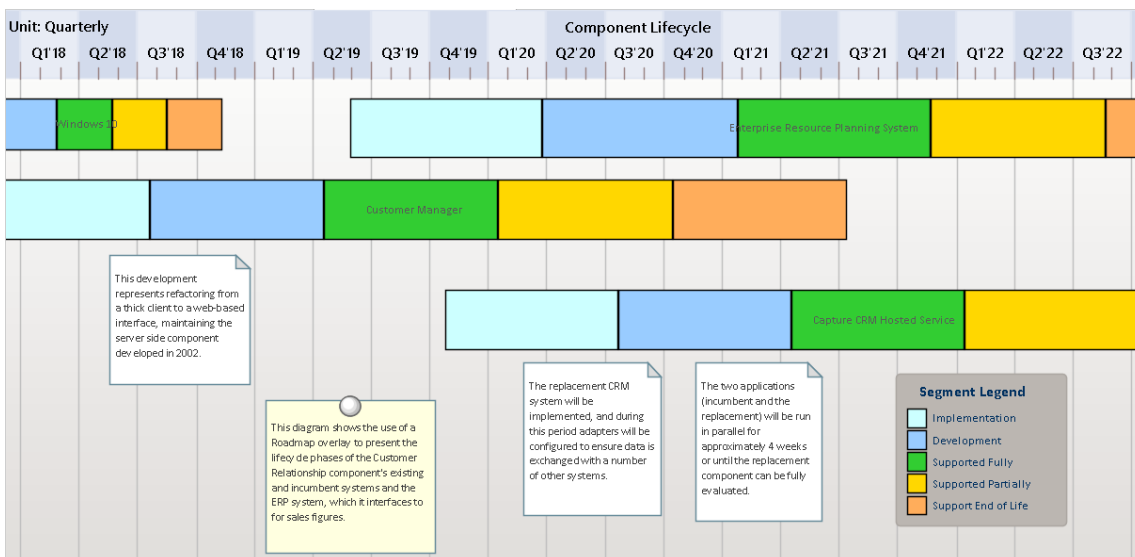 Unit: Quarterly
Component Lifecycle
Q1'18 Q2'18 Q3'18 Q4'18 Q1'19 Q2'19 Q3'19 Q4'19 Q1'20 Q2'20 Q3'20 Q4'20 Q1'21 Q2'21 Q3'21 Q4'21 Q1'22 Q2'22 Q3'22
Windows 10
Enterprise Resource Planning System
Customer Manager
This development
represents refactoring from
a thick client to a web-based
interface, maintaining the
server side component
developed in 2002.
Capture CRM Hosted Service
This diagram shows the use of a
Roadmap overlay to present the
lifecy de phases of the Customer
Relationship component's existing
and incumbent systems and the
ERP system, which it interfaces to
for sales figures.
The replacement CRM
system will be
implemented, and during
this period adapters will be
configured to ensure data is
exchanged with a number
of other systems.
The two applications
(incumbent and the
replacement) will be run
in parallel for
approximately 4 weeks
or until the replacement
component can be fully
evaluated.
Segment Legend
Implementation
Development
Supported Fully
Supported Partially
Support End of Life